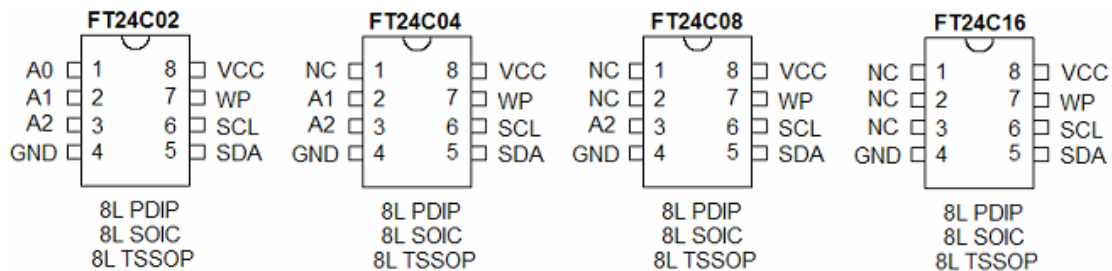 FT24C02 FT24C04 FT24C08 FT24C16
A0 1 8 VCC NC 1 8 VCC NC 1 8 VCC NC 1 8 VCC
A1 2 7 WP A1 2 7 WP NC 2 7 WP NC 2 7 WP
A2 3 6 SCL A2 3 6 SCL A2 3 6 SCL NC 3 6 SCL
GND 4 5 SDA GND 4 5 SDA GND 4 5 SDA GND 4 5 SDA
8L PDIP 8L PDIP 8L PDIP 8L PDIP
8L SOIC 8L SOIC 8L SOIC 8L SOIC
8L TSSOP 8L TSSOP 8L TSSOP 8L TSSOP